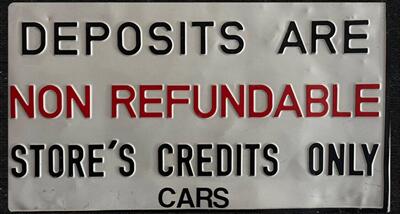 DEPOSITS ARE
NON REFUNDABLE
STORE'S CREDITS ONLY
CARS